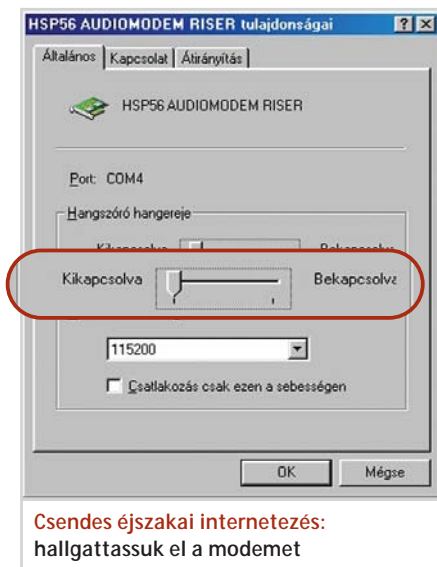 HSP56 AUDIOMODEM RISER tulajdonságai
Általános Kapcsolat Átirányítás
HSP56 AUDIOMODEM RISER
Port: COM4
Hangszóró hangereje
Kikapcsolva Bekapcsolva
115200
Csatlakozás csak ezen a sebességen
OK Mégse
Csendes éjszakai internetezés:
hallgattassuk el a modemet